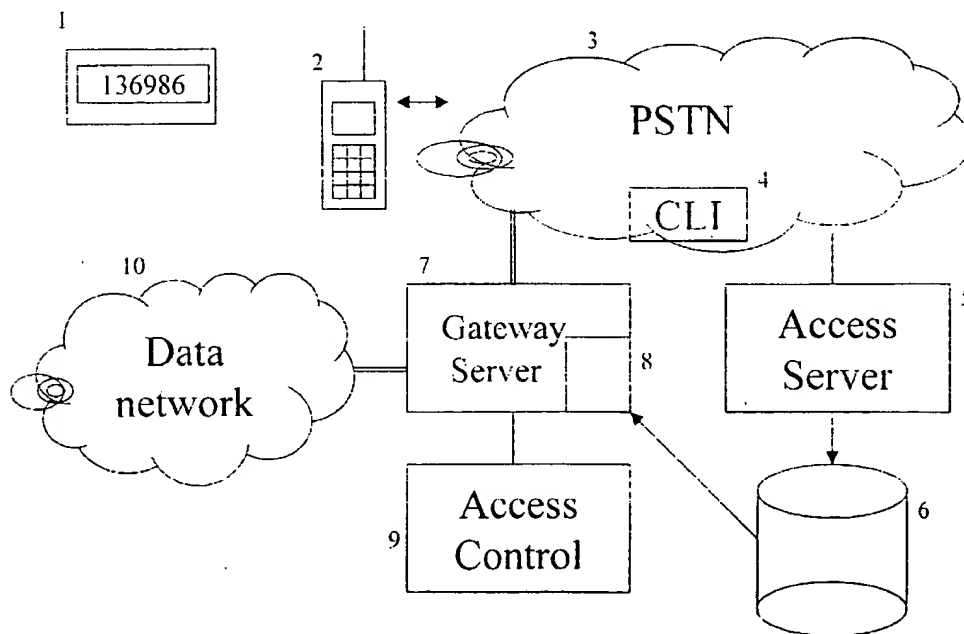 1
136986
2
3
PSTN
4
CLI
10
Data
network
7
Gateway
Server
8
Access
Server
9
Access
Control
6